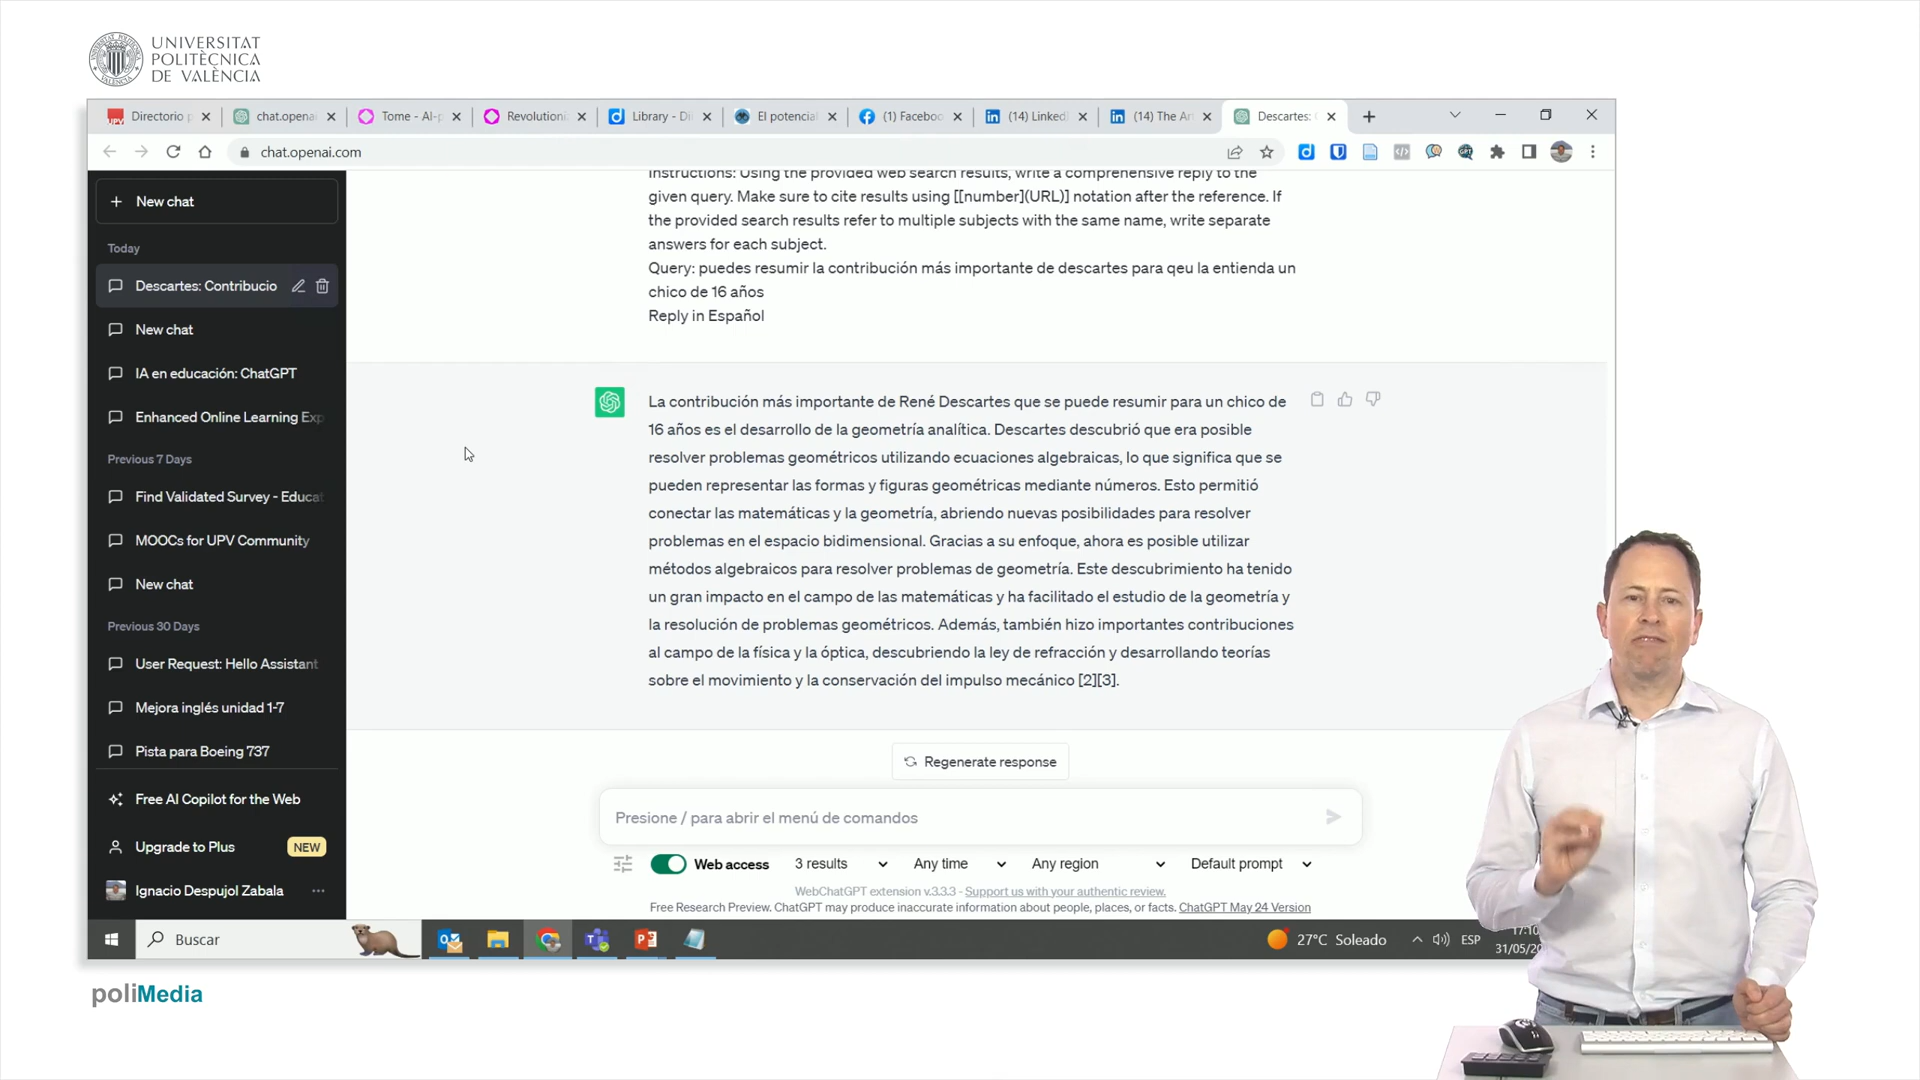 UNIVERSITAT
POLITÈCNICA
DE VALÈNCIA
UPV Directorio p
chat.openai
Tome - AI-p
Revolutioni
Library - Di
El potencial
(1) Faceboo
(14) LinkedI
(14) The Ar
Descartes: C
chat.openai.com
New chat
Today
Descartes: Contribucio
New chat
IA en educación: ChatGPT
Enhanced Online Learning Exp
Previous 7 Days
Find Validated Survey - Educat
MOOCs for UPV Community
New chat
Previous 30 Days
User Request: Hello Assistant
Mejora inglés unidad 1-7
Pista para Boeing 737
Free AI Copilot for the Web
Upgrade to Plus NEW
Ignacio Despujol Zabala
Instructions: Using the provided web search results, write a comprehensive reply to the
given query. Make sure to cite results using [[number](URL)] notation after the reference. If
the provided search results refer to multiple subjects with the same name, write separate
answers for each subject.
Query: puedes resumir la contribución más importante de descartes para qeu la entienda un
chico de 16 años
Reply in Español
La contribución más importante de René Descartes que se puede resumir para un chico de
16 años es el desarrollo de la geometría analítica. Descartes descubrió que era posible
resolver problemas geométricos utilizando ecuaciones algebraicas, lo que significa que se
pueden representar las formas y figuras geométricas mediante números. Esto permitió
conectar las matemáticas y la geometría, abriendo nuevas posibilidades para resolver
problemas en el espacio bidimensional. Gracias a su enfoque, ahora es posible utilizar
métodos algebraicos para resolver problemas de geometría. Este descubrimiento ha tenido
un gran impacto en el campo de las matemáticas y ha facilitado el estudio de la geometría y
la resolución de problemas geométricos. Además, también hizo importantes contribuciones
al campo de la física y la óptica, descubriendo la ley de refracción y desarrollando teorías
sobre el movimiento y la conservación del impulso mecánico [2][3].
Regenerate response
Presione / para abrir el menú de comandos
Web access 3 results Any time Any region Default prompt
WebChatGPT extension v.3.3.3 - Support us with your authentic review.
Free Research Preview. ChatGPT may produce inaccurate information about people, places, or facts. ChatGPT May 24 Version
Buscar
27°C Soleado
ESP
17:10
31/05/20
poliMedia